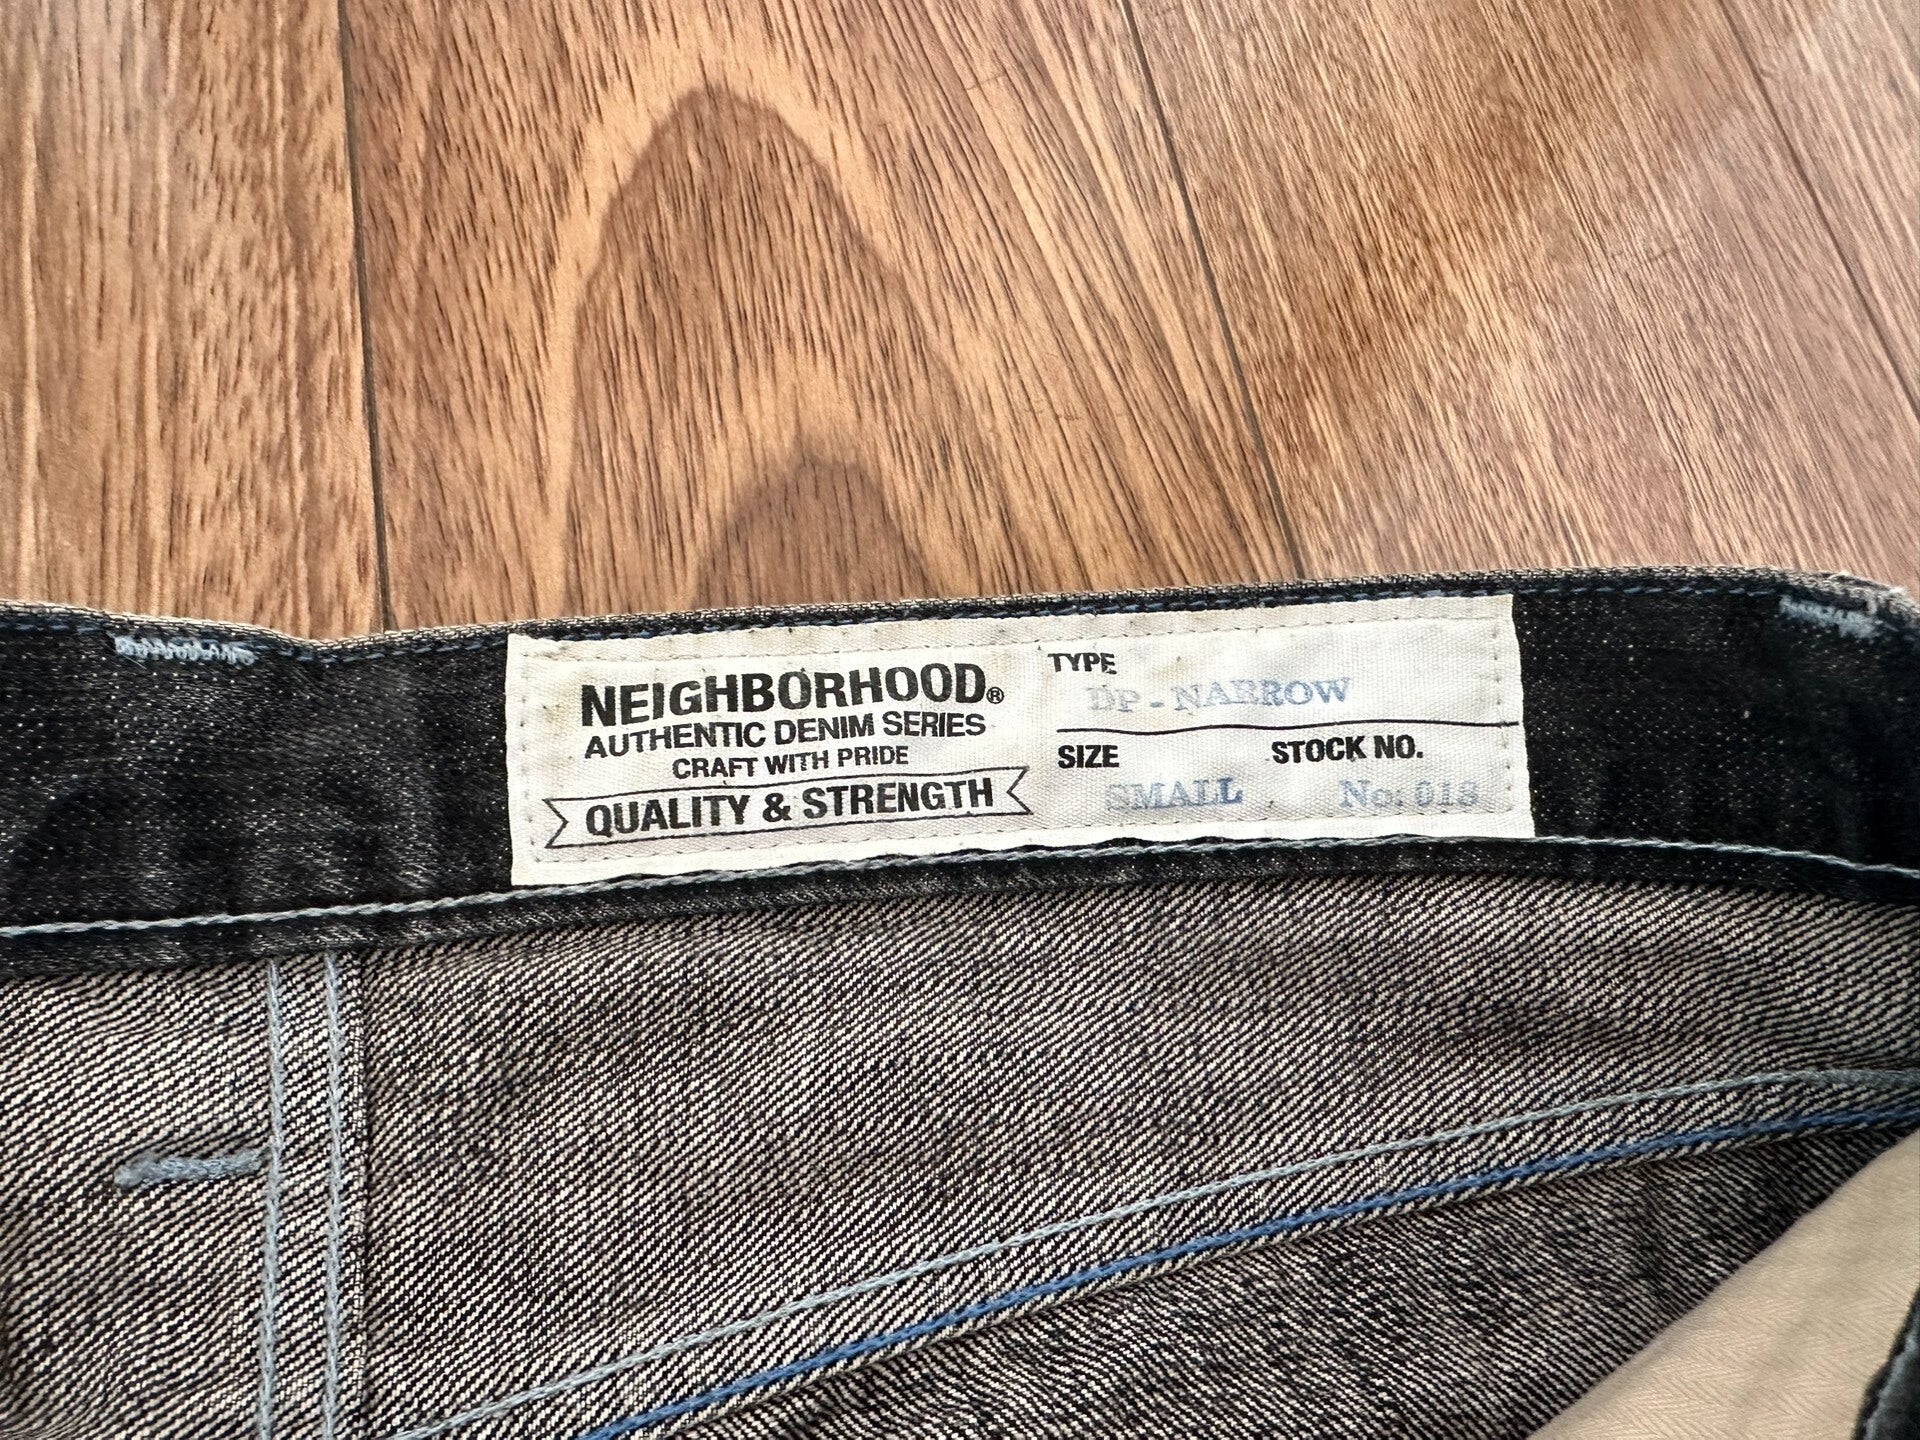 NEIGHBORHOOD®
AUTHENTIC DENIM SERIES
CRAFT WITH PRIDE
QUALITY & STRENGTH
TYPE
DP-NARROW
SIZE
STOCK NO.
SMALL
No: 018